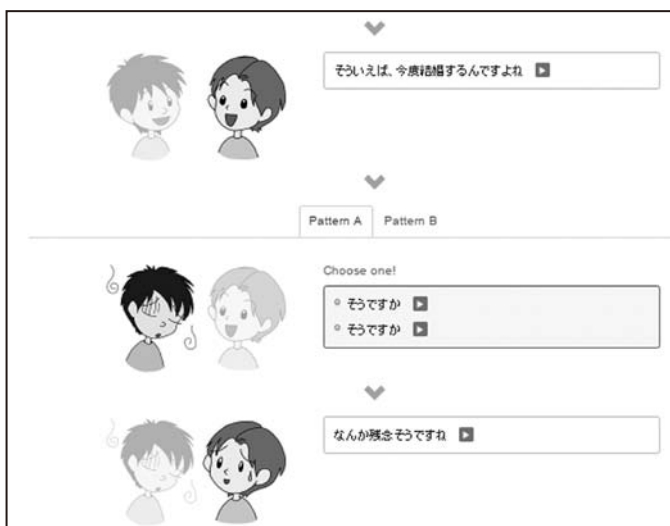 そういえば、今度結婚するんですよね
Pattern A Pattern B
Choose one!
そうですか
そうですか
なんか残念そうですね